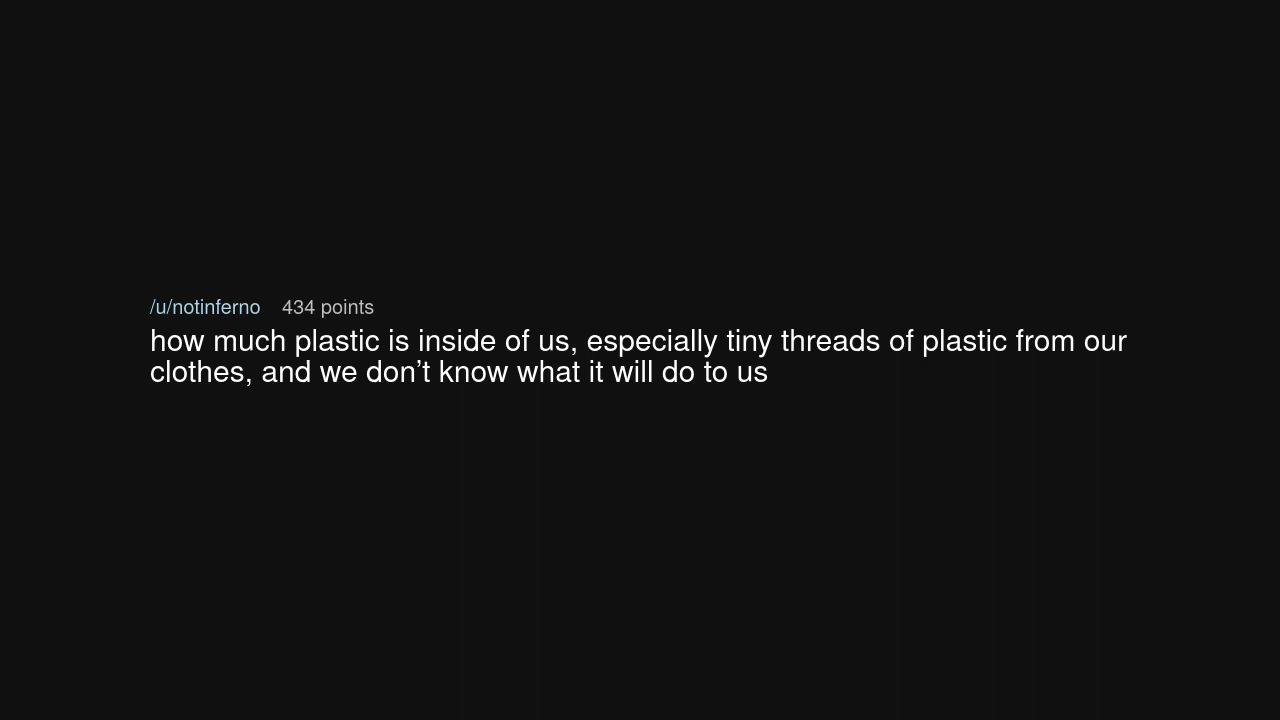 /u/notinferno 434 points
how much plastic is inside of us, especially tiny threads of plastic from our
clothes, and we don’t know what it will do to us